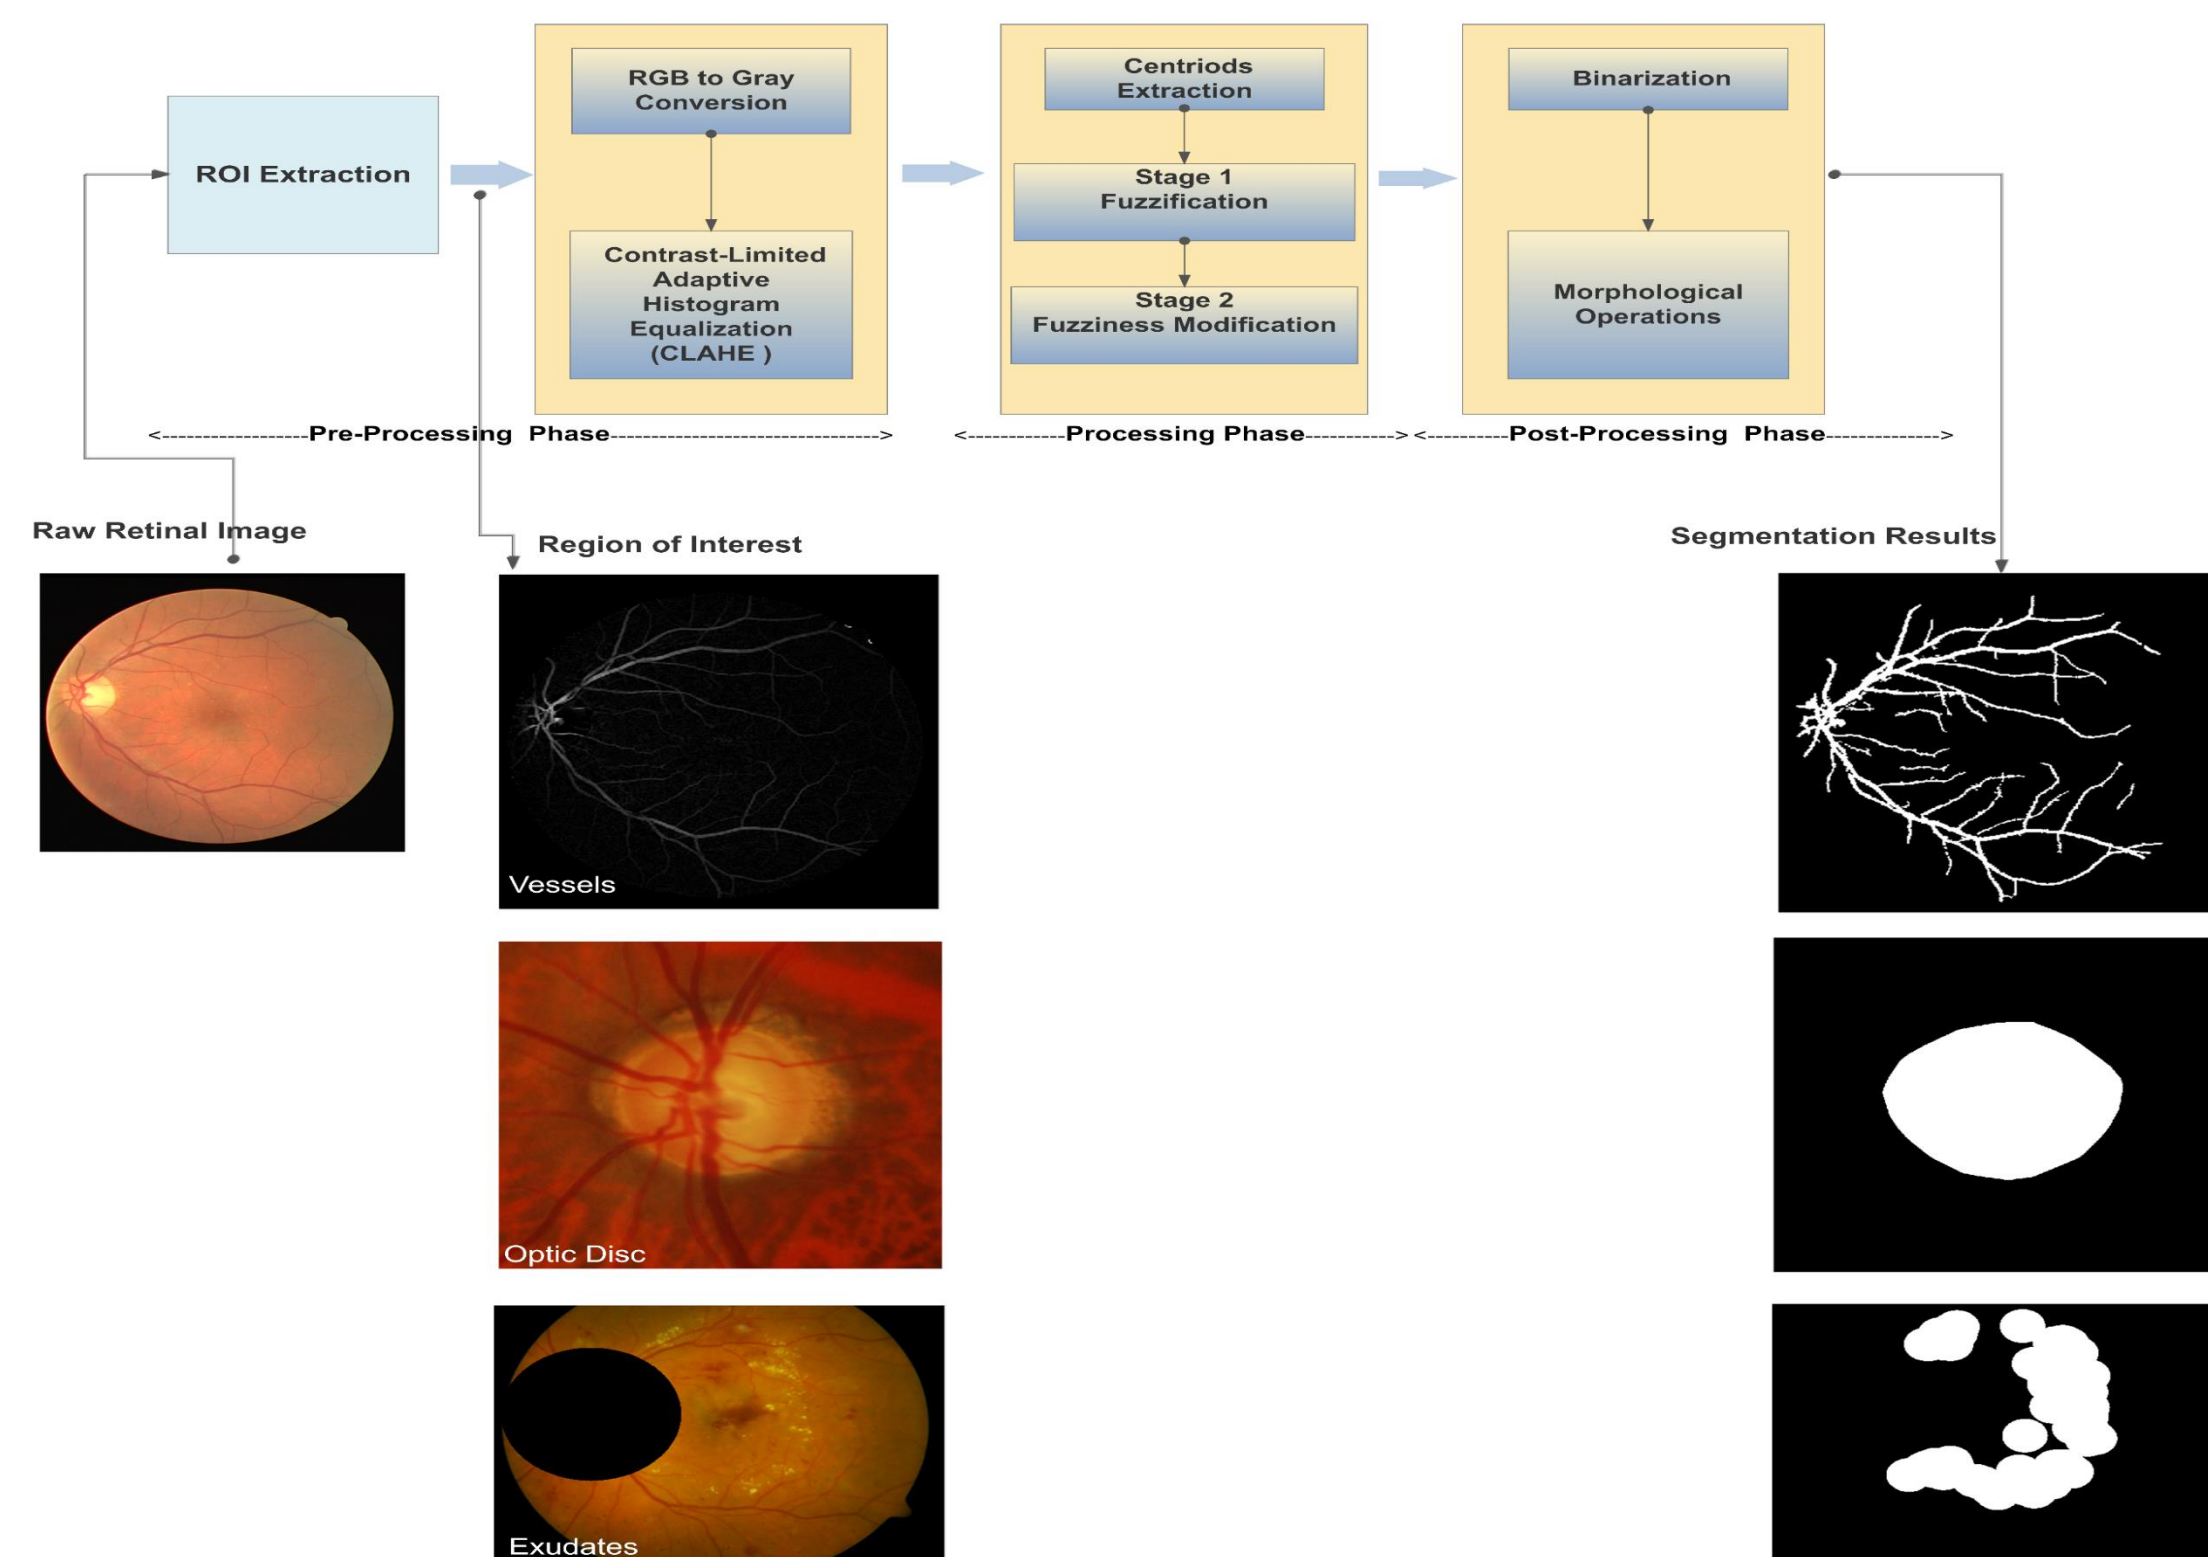 RGB to Gray
Conversion
Centriods
Extraction
Binarization
ROI Extraction
Stage 1
Fuzzification
Contrast-Limited
Adaptive
Histogram
Equalization
(CLAHE )
Stage 2
Fuzziness Modification
Morphological
Operations
<------------------Pre-Processing  Phase--------------------------------->
<------------Processing Phase------------>
<----------Post-Processing  Phase-------------->
Raw Retinal Image
Region of Interest
Segmentation Results
Vessels
Optic Disc
Exudates